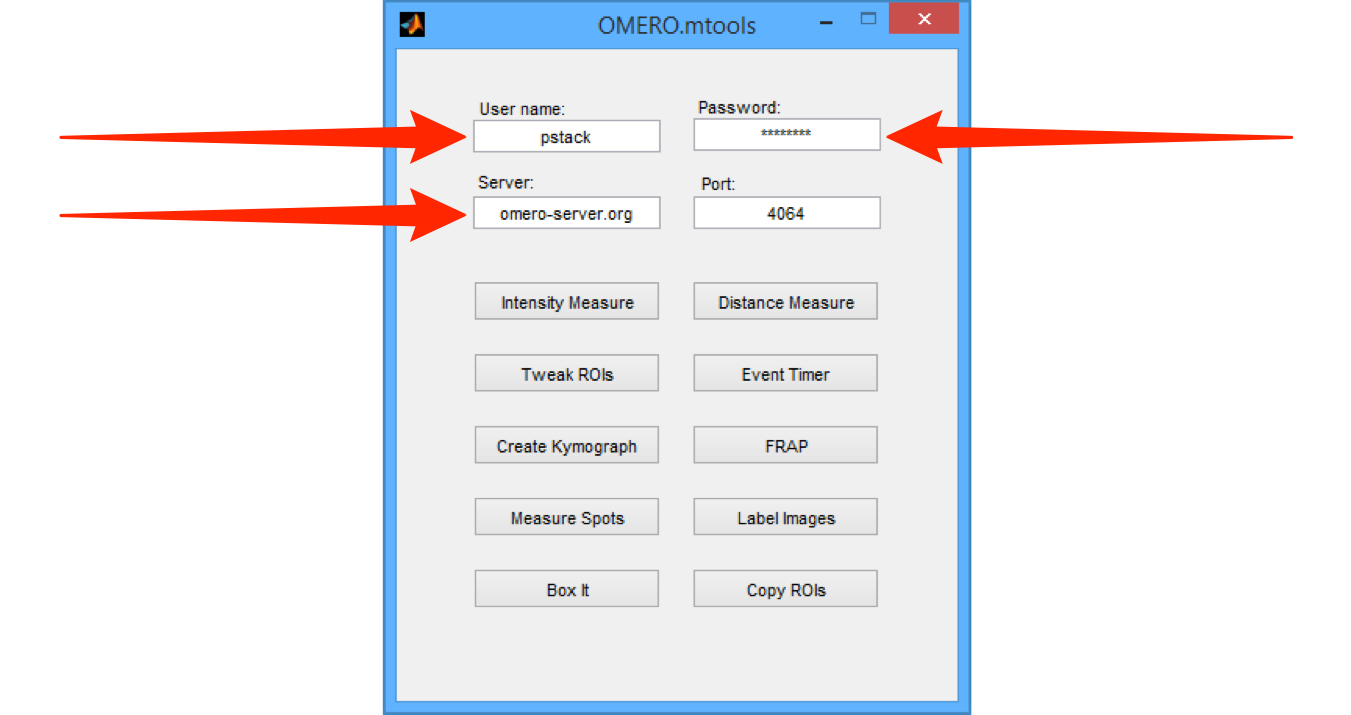 OMERO.mtools
User name:
Password:
pstack
********
Server:
Port:
omero-server.org
4064
Intensity Measure
Distance Measure
Tweak ROIs
Event Timer
Create Kymograph
FRAP
Measure Spots
Label Images
Box It
Copy ROIs